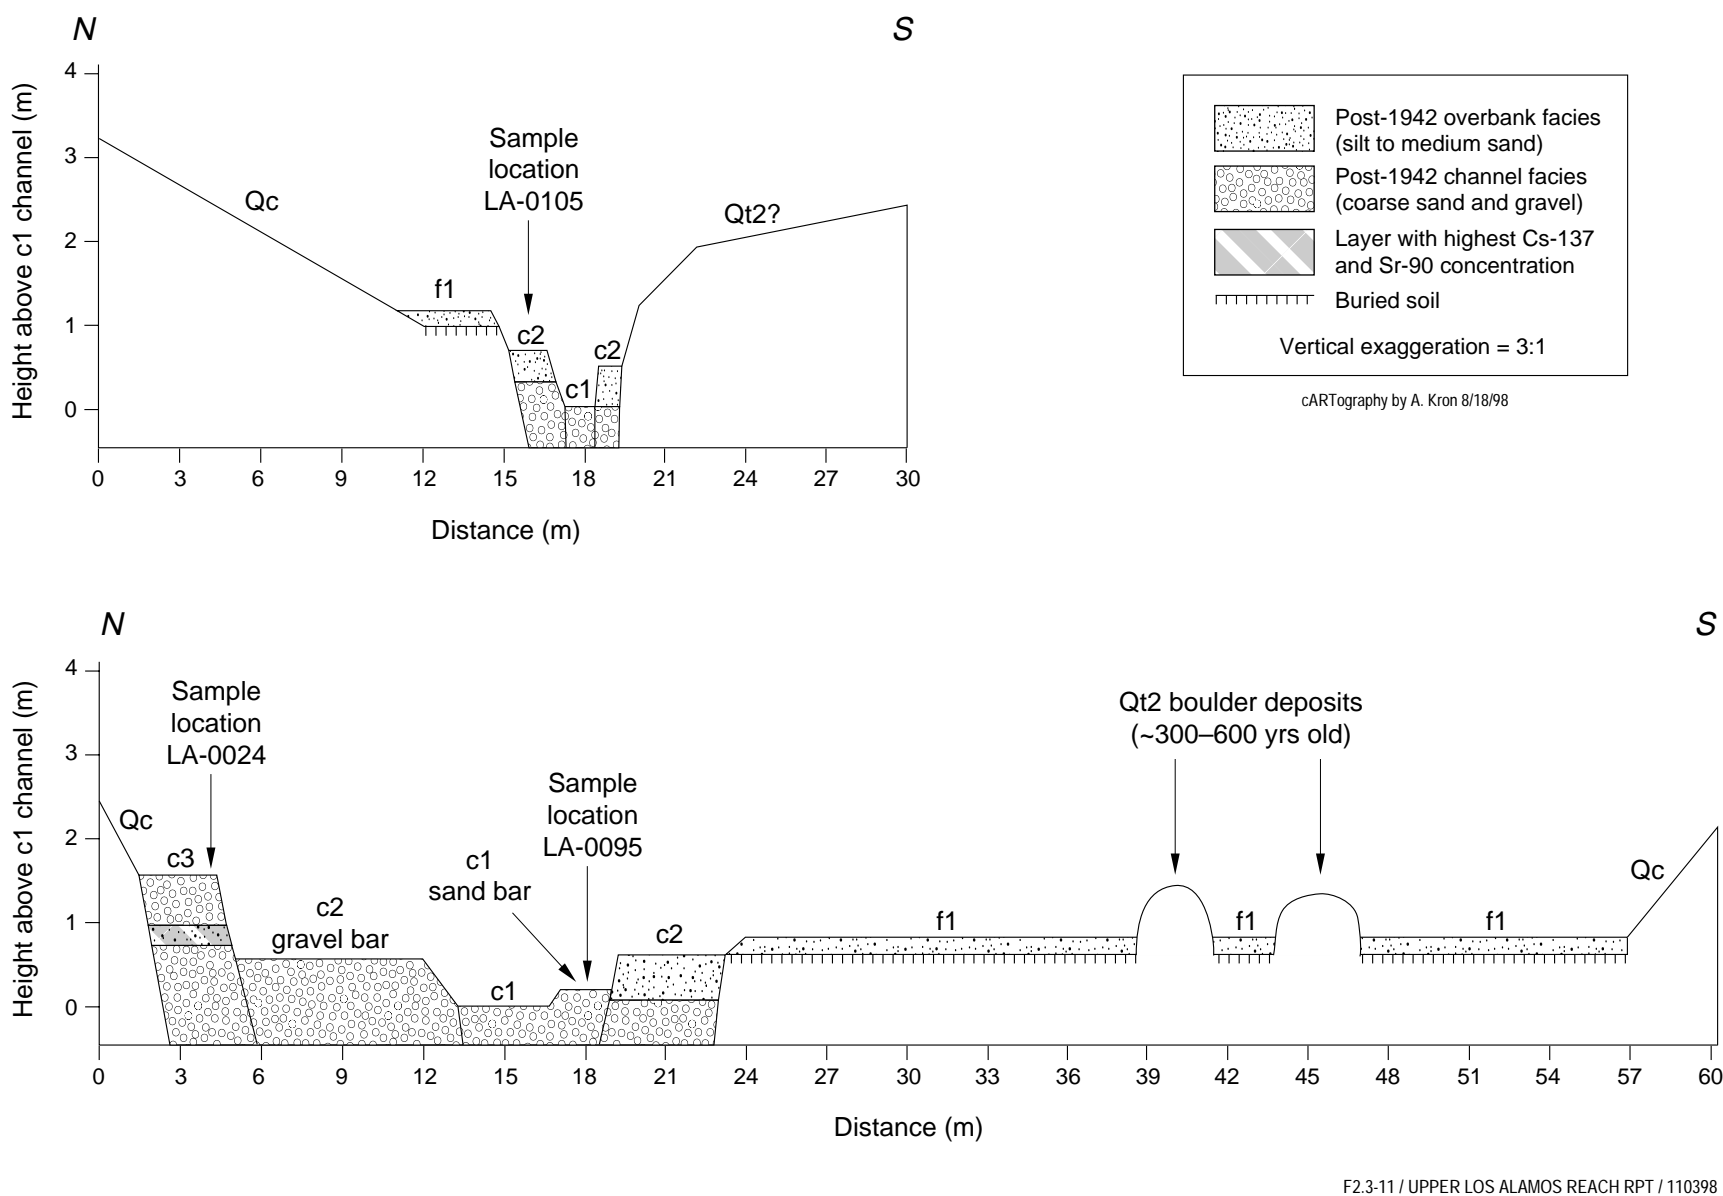 N
S
Height above c1 channel (m)
4
3
2
1
0
Qc
f1
Sample
location
LA-0105
c2
c1
c2
Qt2?
0 3 6 9 12 15 18 21 24 27 30
Distance (m)
Post-1942 overbank facies
(silt to medium sand)
Post-1942 channel facies
(coarse sand and gravel)
Layer with highest Cs-137
and Sr-90 concentration
Buried soil
Vertical exaggeration = 3:1
cARTography by A. Kron 8/18/98
N
S
Height above c1 channel (m)
4
3
2
1
0
Qc
Sample
location
LA-0024
c3
c2
gravel bar
c1
sand bar
c1
Sample
location
LA-0095
c2
f1
Qt2 boulder deposits
(~300–600 yrs old)
f1
f1
Qc
0 3 6 9 12 15 18 21 24 27 30 33 36 39 42 45 48 51 54 57 60
Distance (m)
F2.3-11 / UPPER LOS ALAMOS REACH RPT / 110398